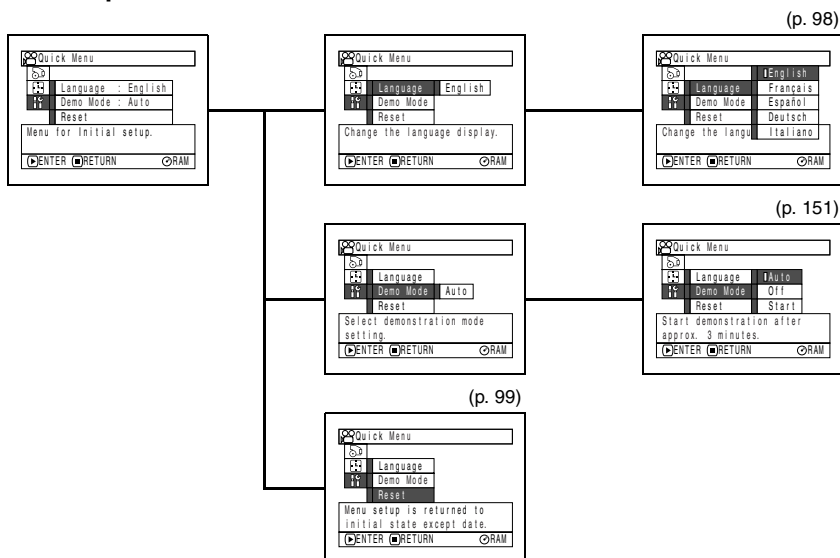 (p. 98)
Quick Menu
Language : English
Demo Mode : Auto
Reset
Menu for Initial setup.
ENTER RETURN RAM
Quick Menu
Language English
Demo Mode
Reset
Change the language display.
ENTER RETURN RAM
Quick Menu
English
Language Français
Demo Mode Español
Reset Deutsch
Change the langu Italiano
ENTER RETURN RAM
(p. 151)
Quick Menu
Language
Demo Mode Auto
Reset
Select demonstration mode
setting.
ENTER RETURN RAM
Quick Menu
Language Auto
Demo Mode Off
Reset Start
Start demonstration after
approx. 3 minutes.
ENTER RETURN RAM
(p. 99)
Quick Menu
Language
Demo Mode
Reset
Menu setup is returned to
initial state except date.
ENTER RETURN RAM